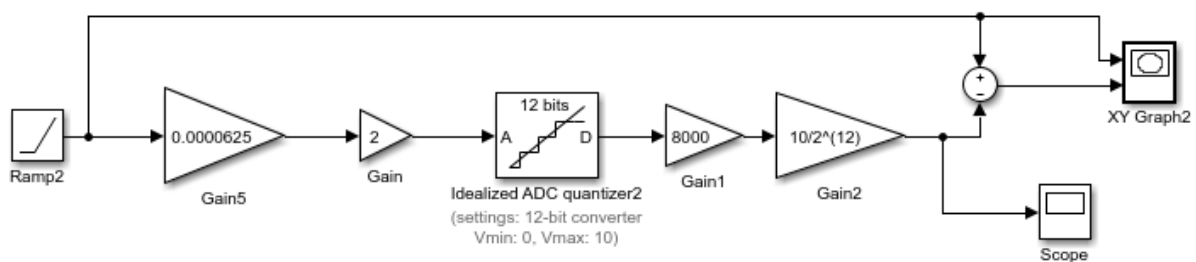 12 bits
0.0000625
2
A
D
8000
10/2^(12)
+
−
XY Graph2
Ramp2
Gain5
Gain
Idealized ADC quantizer2
(settings: 12-bit converter
Vmin: 0, Vmax: 10)
Gain1
Gain2
Scope